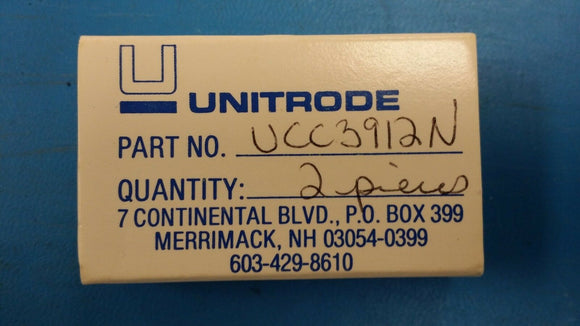 U
UNITRODE
PART NO. UCC3912N
QUANTITY: 2 pieces
7 CONTINENTAL BLVD., P.O. BOX 399
MERRIMACK, NH 03054-0399
603-429-8610